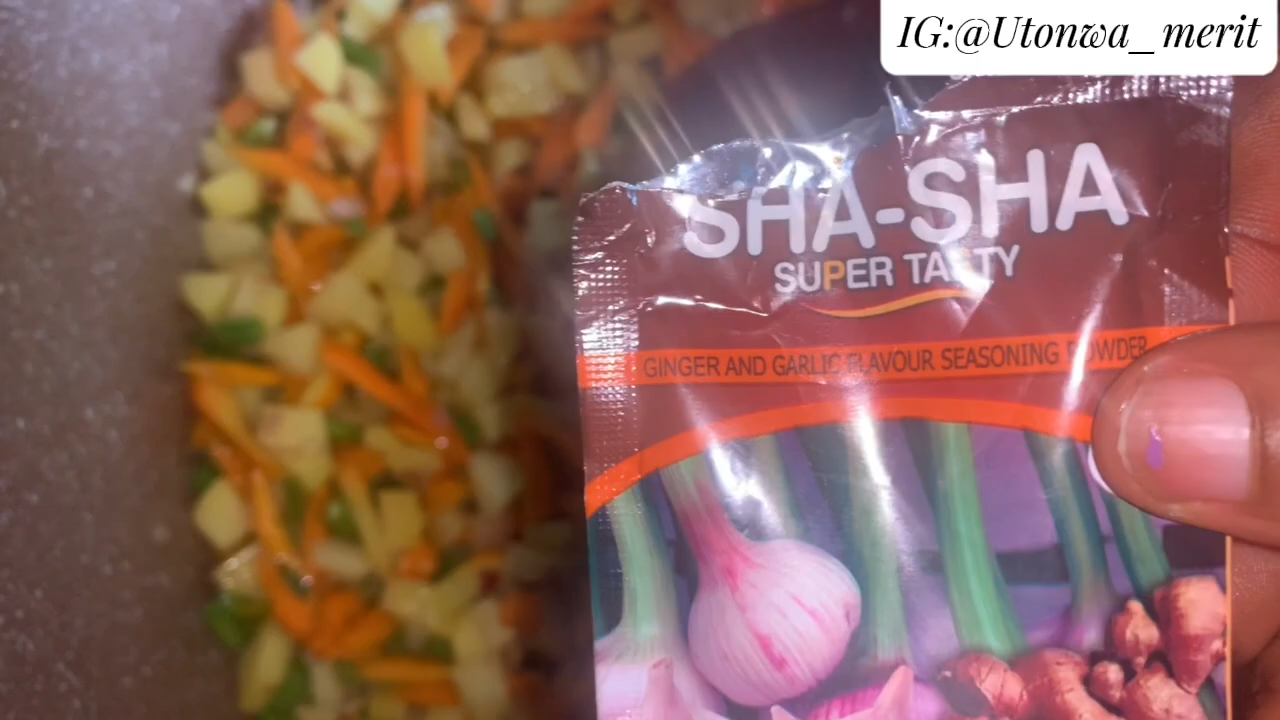 IG:@Utonwa_merit
SHA-SHA
SUPER TASTY
GINGER AND GARLIC FLAVOUR SEASONING POWDER